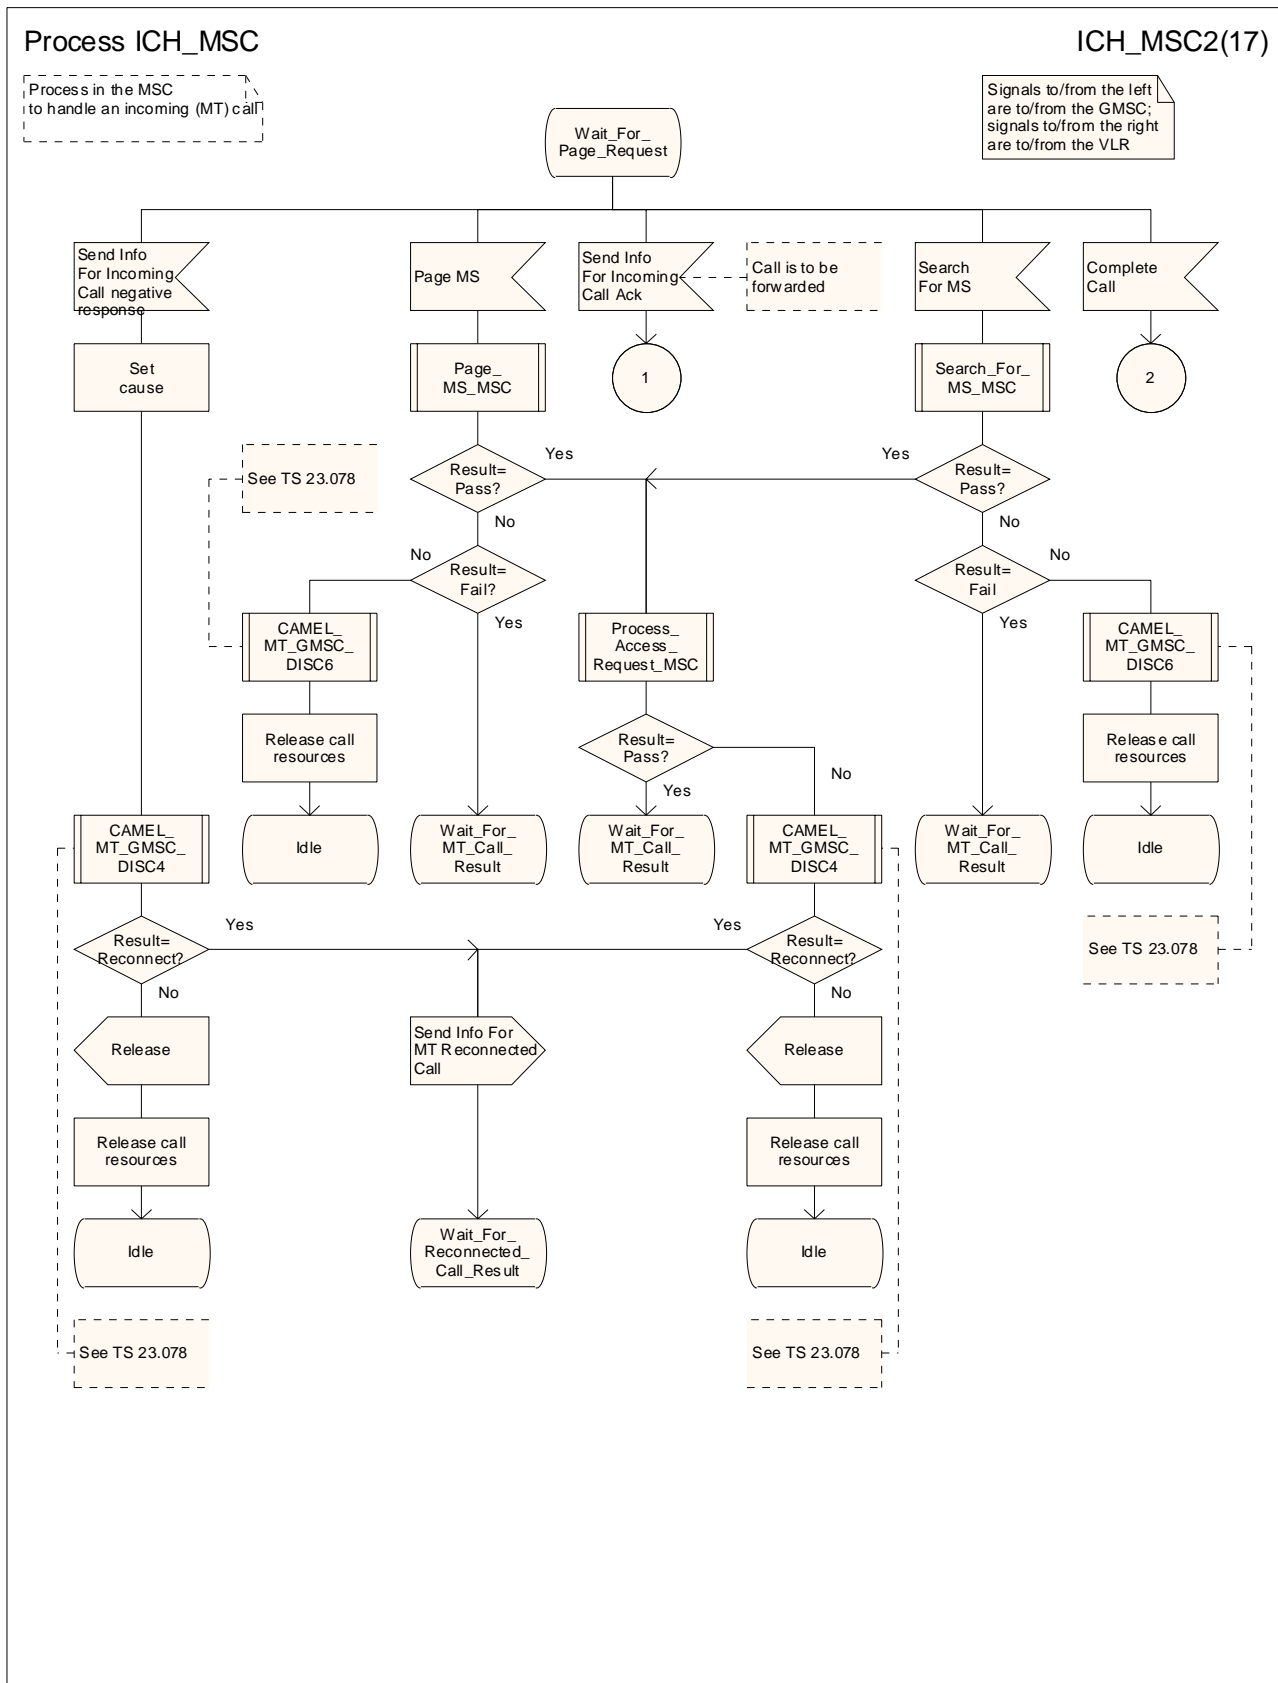 Process ICH_MSC
ICH_MSC2(17)
Process in the MSC
to handle an incoming (MT) call
Signals to/from the left
are to/from the GMSC;
signals to/from the right
are to/from the VLR
Wait_For_
Page_Request
Send Info
For Incoming
Call negative
response
Page MS
Send Info
For Incoming
Call Ack
Call is to be
forwarded
Search
For MS
Complete
Call
Set
cause
Page_
MS_MSC
1
Search_For_
MS_MSC
2
See TS 23.078
Result=
Pass?
Yes
No
Yes
Result=
Pass?
No
No
Result=
Fail?
Yes
Result=
Fail
No
Yes
CAMEL_
MT_GMSC_
DISC6
Process_
Access_
Request_MSC
CAMEL_
MT_GMSC_
DISC6
Release call
resources
Result=
Pass?
No
Yes
Release call
resources
CAMEL_
MT_GMSC_
DISC4
Idle
Wait_For_
MT_Call_
Result
Wait_For_
MT_Call_
Result
CAMEL_
MT_GMSC_
DISC4
Wait_For_
MT_Call_
Result
Idle
Result=
Reconnect?
Yes
No
Yes
Result=
Reconnect?
No
See TS 23.078
Release
Send Info For
MT Reconnected
Call
Release
Release call
resources
Release call
resources
Idle
Wait_For_
Reconnected_
Call_Result
Idle
See TS 23.078
See TS 23.078